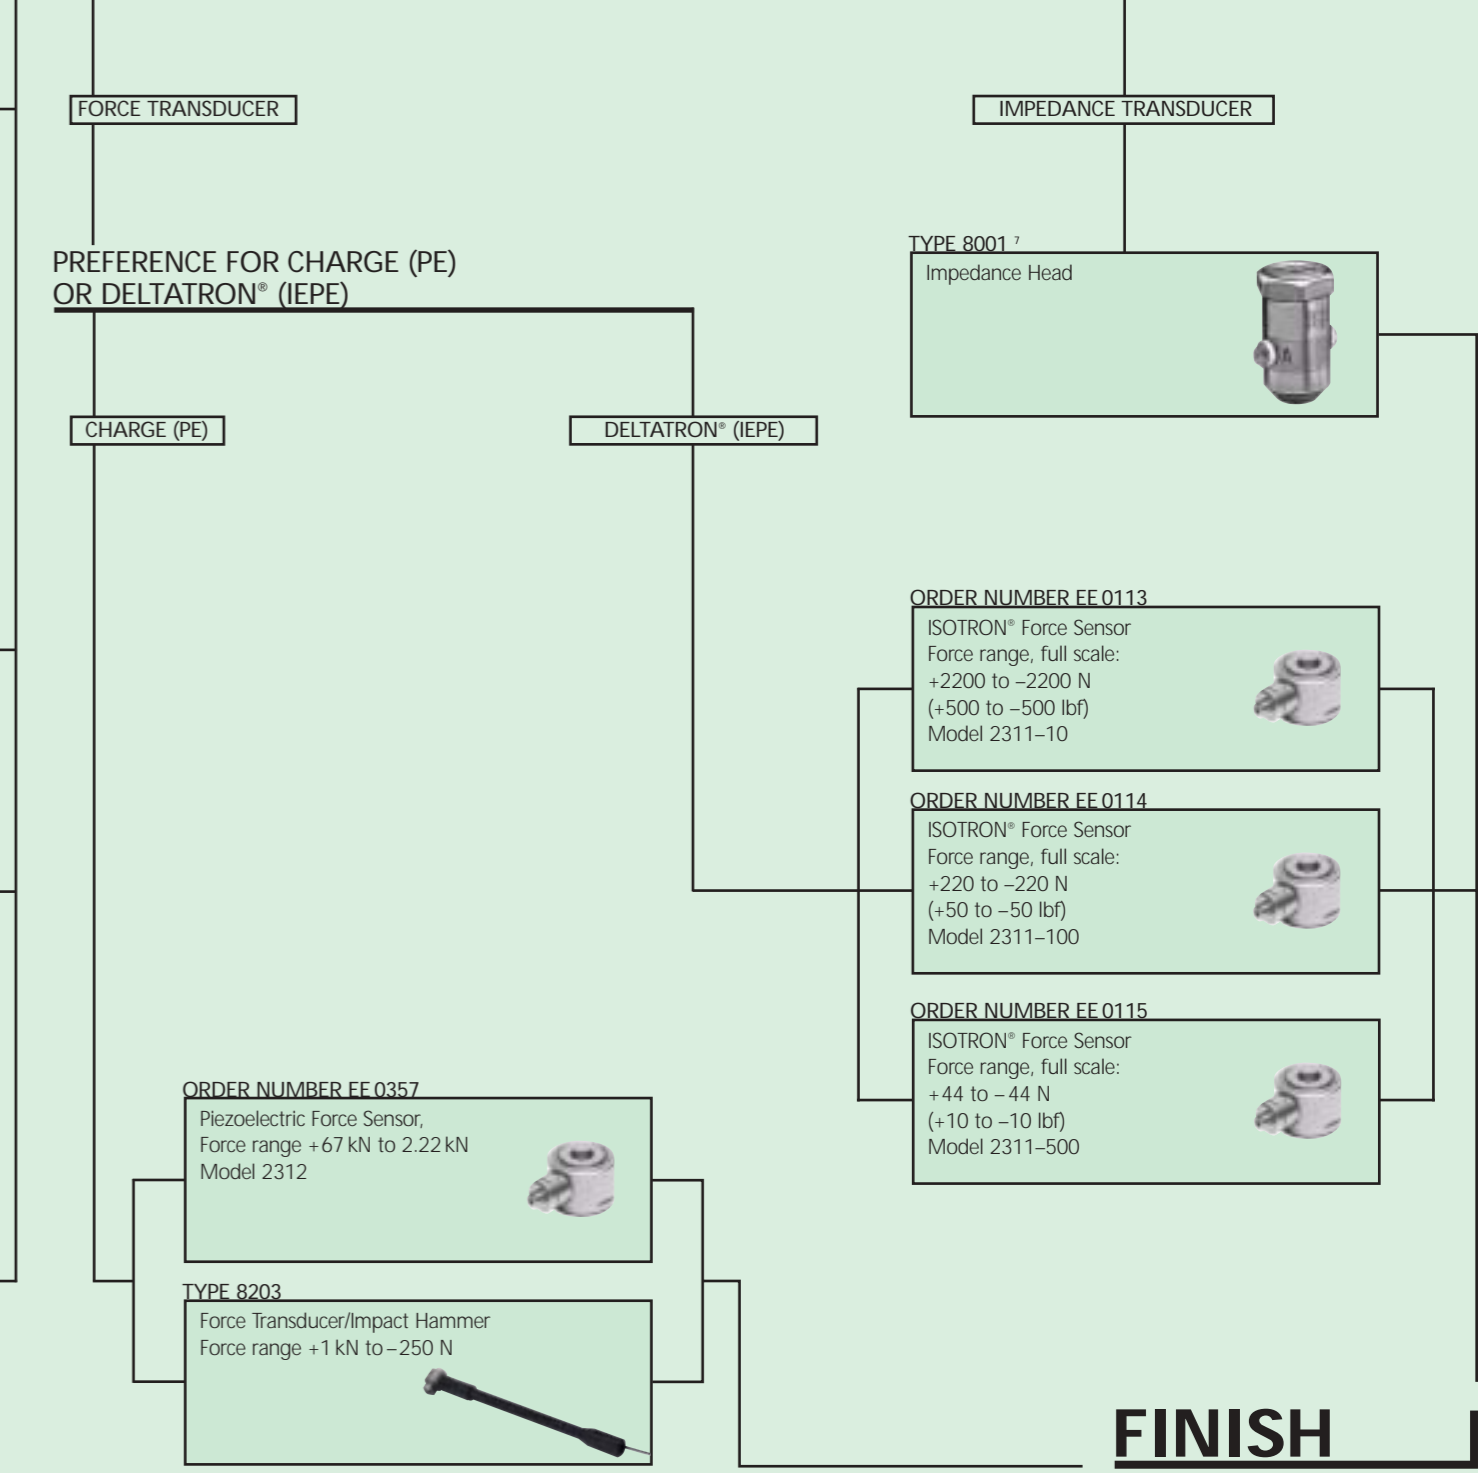 FORCE TRANSDUCER
IMPEDANCE TRANSDUCER
PREFERENCE FOR CHARGE (PE)
OR DELTATRON® (IEPE)
TYPE 8001 ⁷
Impedance Head
CHARGE (PE)
DELTATRON® (IEPE)
ORDER NUMBER EE 0113
ISOTRON® Force Sensor
Force range, full scale:
+2200 to –2200 N
(+500 to –500 lbf)
Model 2311–10
ORDER NUMBER EE 0114
ISOTRON® Force Sensor
Force range, full scale:
+220 to –220 N
(+50 to –50 lbf)
Model 2311–100
ORDER NUMBER EE 0115
ISOTRON® Force Sensor
Force range, full scale:
+44 to –44 N
(+10 to –10 lbf)
Model 2311–500
ORDER NUMBER EE 0357
Piezoelectric Force Sensor,
Force range +67 kN to 2.22 kN
Model 2312
TYPE 8203
Force Transducer/Impact Hammer
Force range +1 kN to –250 N
FINISH